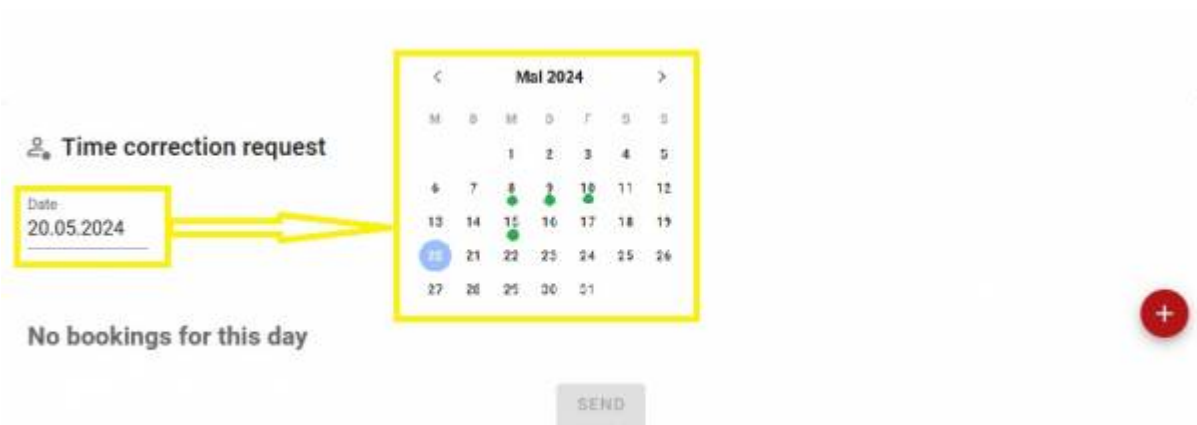 Time correction request
Date
20.05.2024
No bookings for this day
SEND
Mai 2024
M D M D F S S
1 2 3 4 5
6 7 8 9 10 11 12
13 14 15 16 17 18 19
20 21 22 23 24 25 26
27 28 29 30 31
+